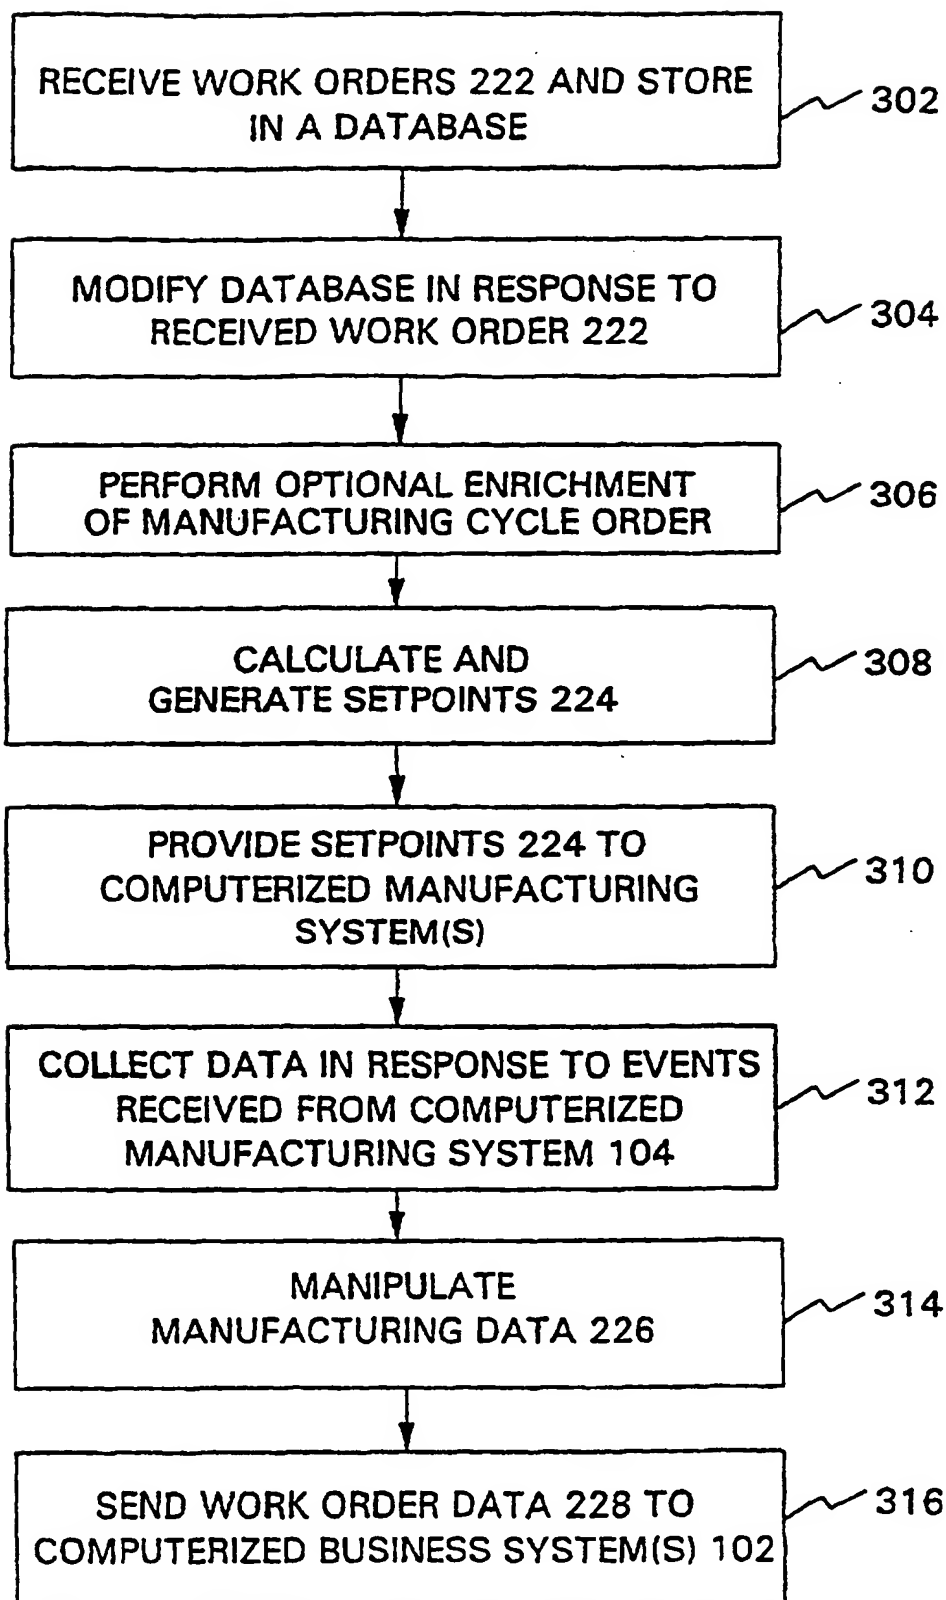 RECEIVE WORK ORDERS 222 AND STORE
IN A DATABASE
302
MODIFY DATABASE IN RESPONSE TO
RECEIVED WORK ORDER 222
304
PERFORM OPTIONAL ENRICHMENT
OF MANUFACTURING CYCLE ORDER
306
CALCULATE AND
GENERATE SETPOINTS 224
308
PROVIDE SETPOINTS 224 TO
COMPUTERIZED MANUFACTURING
SYSTEM(S)
310
COLLECT DATA IN RESPONSE TO EVENTS
RECEIVED FROM COMPUTERIZED
MANUFACTURING SYSTEM 104
312
MANIPULATE
MANUFACTURING DATA 226
314
SEND WORK ORDER DATA 228 TO
COMPUTERIZED BUSINESS SYSTEM(S) 102
316